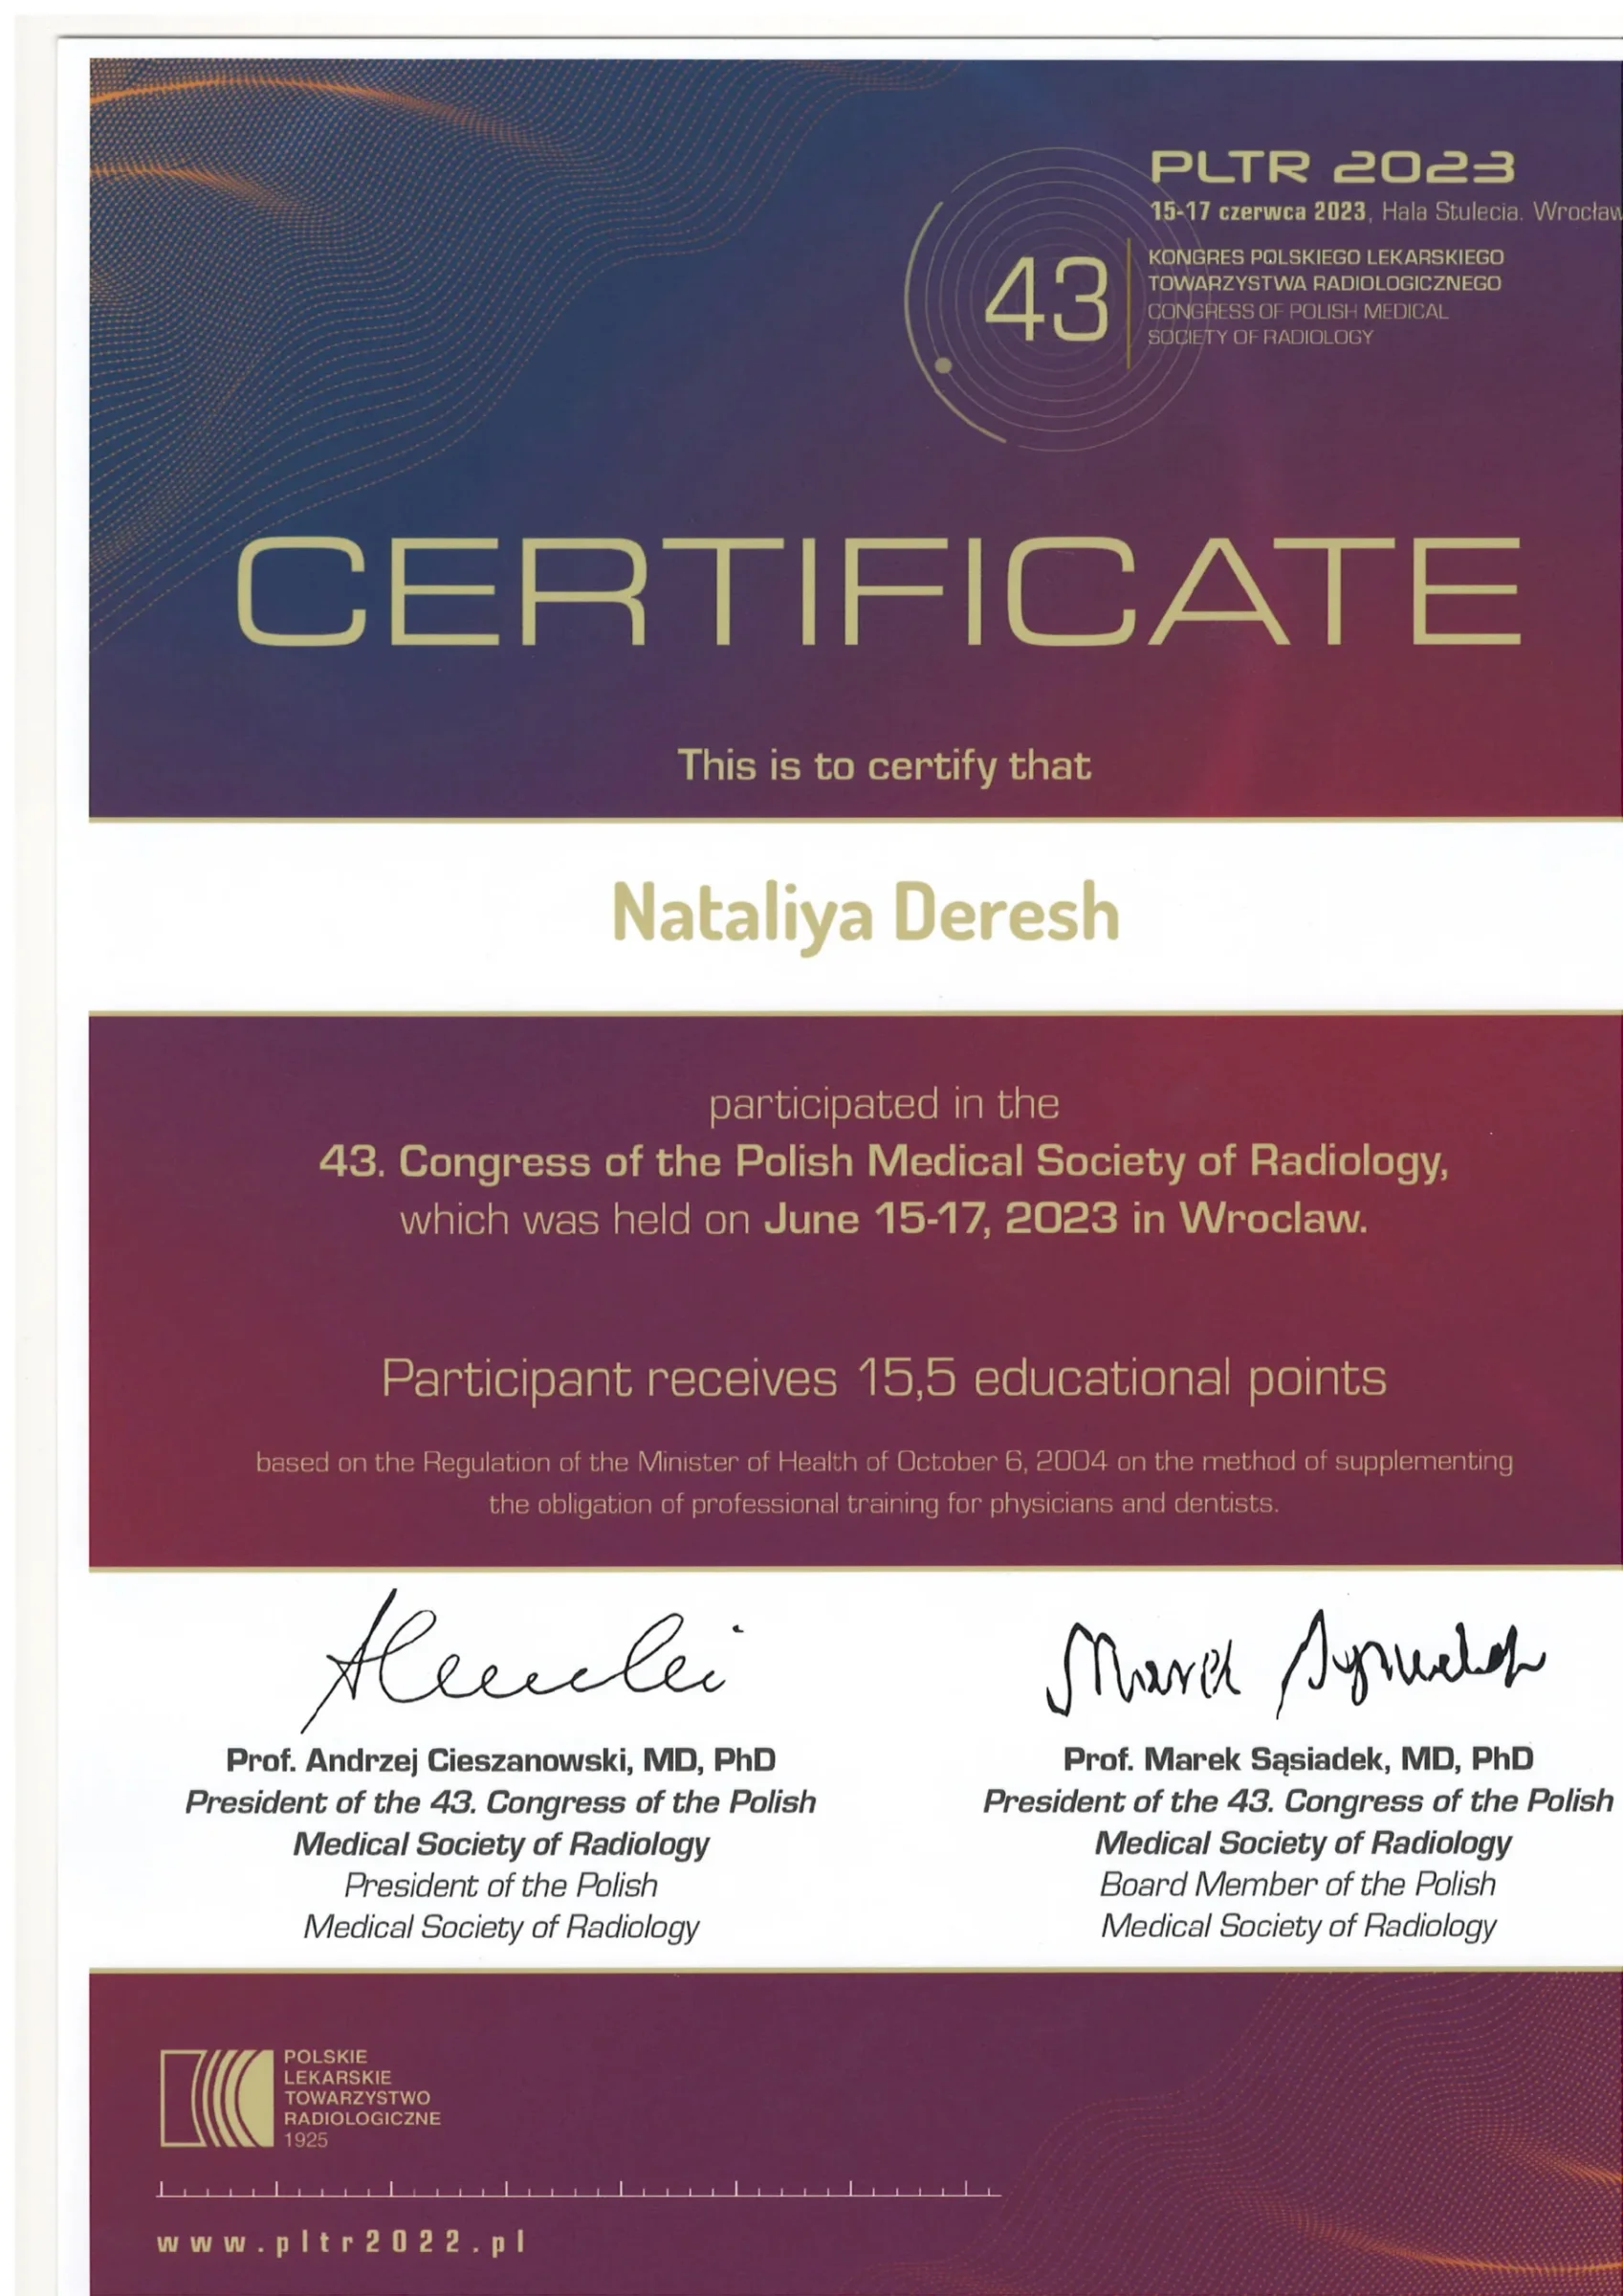 PLTR 2023
15-17 czerwca 2023, Hala Stulecia. Wrocław
43
KONGRES POLSKIEGO LEKARSKIEGO
TOWARZYSTWA RADIOLOGICZNEGO
CONGRESS OF POLISH MEDICAL
SOCIETY OF RADIOLOGY
CERTIFICATE
This is to certify that
Nataliya Deresh
participated in the
43. Congress of the Polish Medical Society of Radiology,
which was held on June 15-17, 2023 in Wroclaw.
Participant receives 15,5 educational points
based on the Regulation of the Minister of Health of October 6, 2004 on the method of supplementing
the obligation of professional training for physicians and dentists.
Prof. Andrzej Cieszanowski, MD, PhD
President of the 43. Congress of the Polish
Medical Society of Radiology
President of the Polish
Medical Society of Radiology
Marek
Prof. Marek Sąsiadek, MD, PhD
President of the 43. Congress of the Polish
Medical Society of Radiology
Board Member of the Polish
Medical Society of Radiology
POLSKIE
LEKARSKIE
TOWARZYSTWO
RADIOLOGICZNE
1925
www.pltr2022.pl